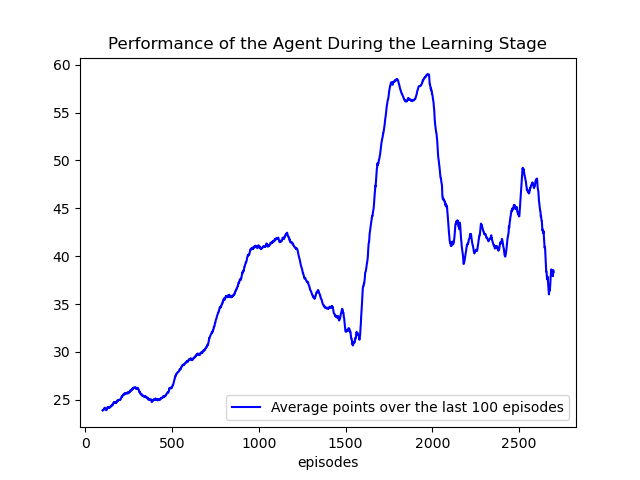 Performance of the Agent During the Learning Stage
60
55
50
45
40
35
30
25
Average points over the last 100 episodes
0 500 1000 1500 2000 2500
episodes